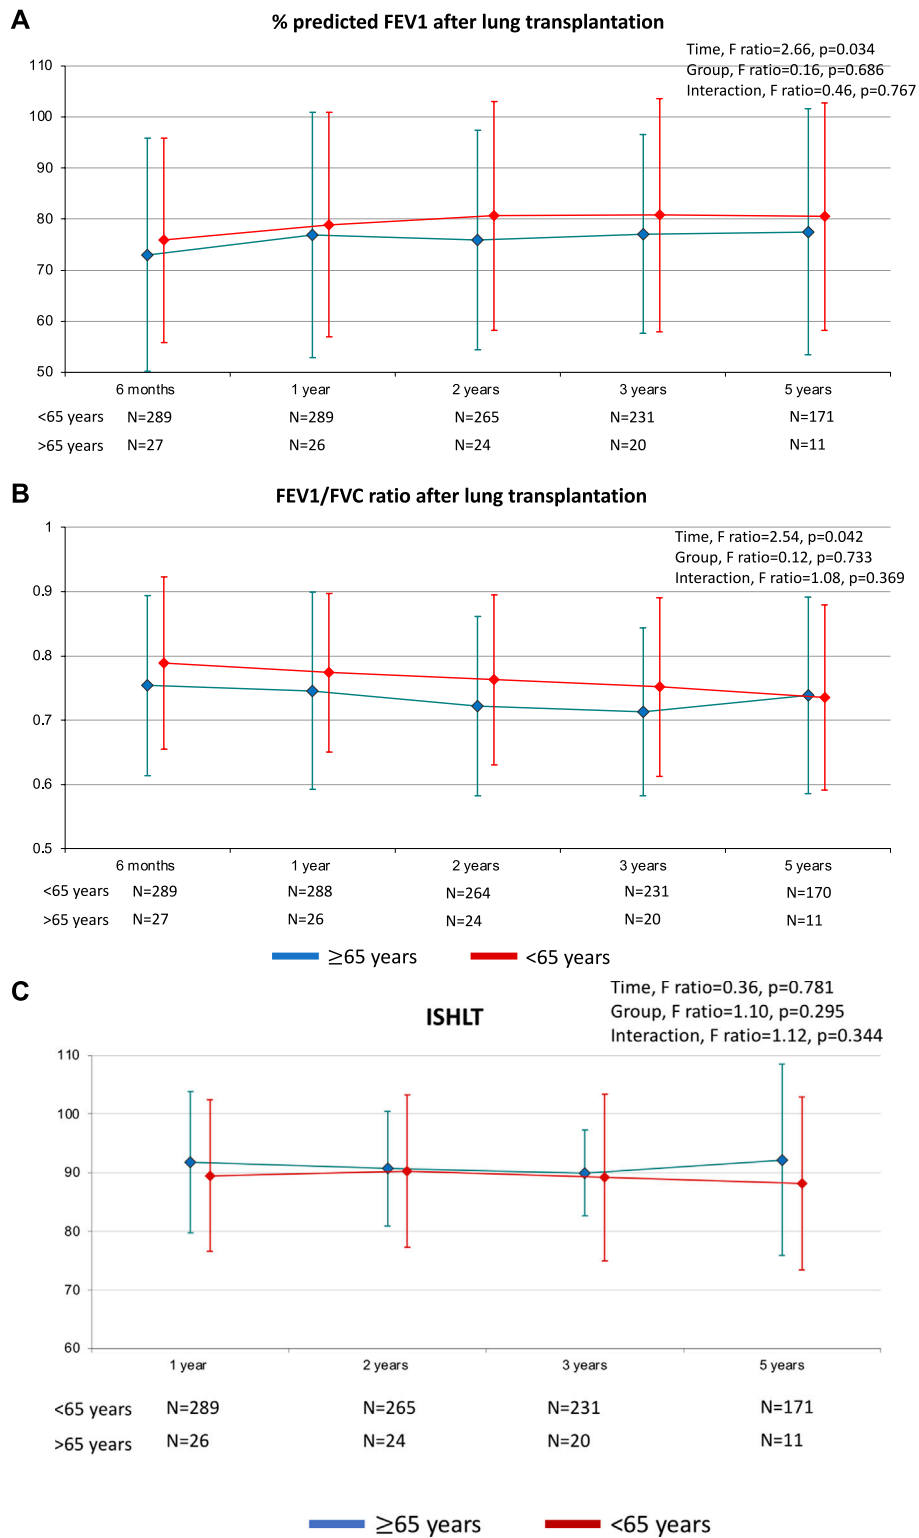 A
% predicted FEV1 after lung transplantation
Time, F ratio=2.66, p=0.034
Group, F ratio=0.16, p=0.686
Interaction, F ratio=0.46, p=0.767
110
100
90
80
70
60
50
6 months 1 year 2 years 3 years 5 years
<65 years N=289 N=289 N=265 N=231 N=171
>65 years N=27 N=26 N=24 N=20 N=11
B
FEV1/FVC ratio after lung transplantation
Time, F ratio=2.54, p=0.042
Group, F ratio=0.12, p=0.733
Interaction, F ratio=1.08, p=0.369
1
0.9
0.8
0.7
0.6
0.5
6 months 1 year 2 years 3 years 5 years
<65 years N=289 N=288 N=264 N=231 N=170
>65 years N=27 N=26 N=24 N=20 N=11
≥65 years <65 years
C
ISHLT
Time, F ratio=0.36, p=0.781
Group, F ratio=1.10, p=0.295
Interaction, F ratio=1.12, p=0.344
110
100
90
80
70
60
1 year 2 years 3 years 5 years
<65 years N=289 N=265 N=231 N=171
>65 years N=26 N=24 N=20 N=11
≥65 years <65 years